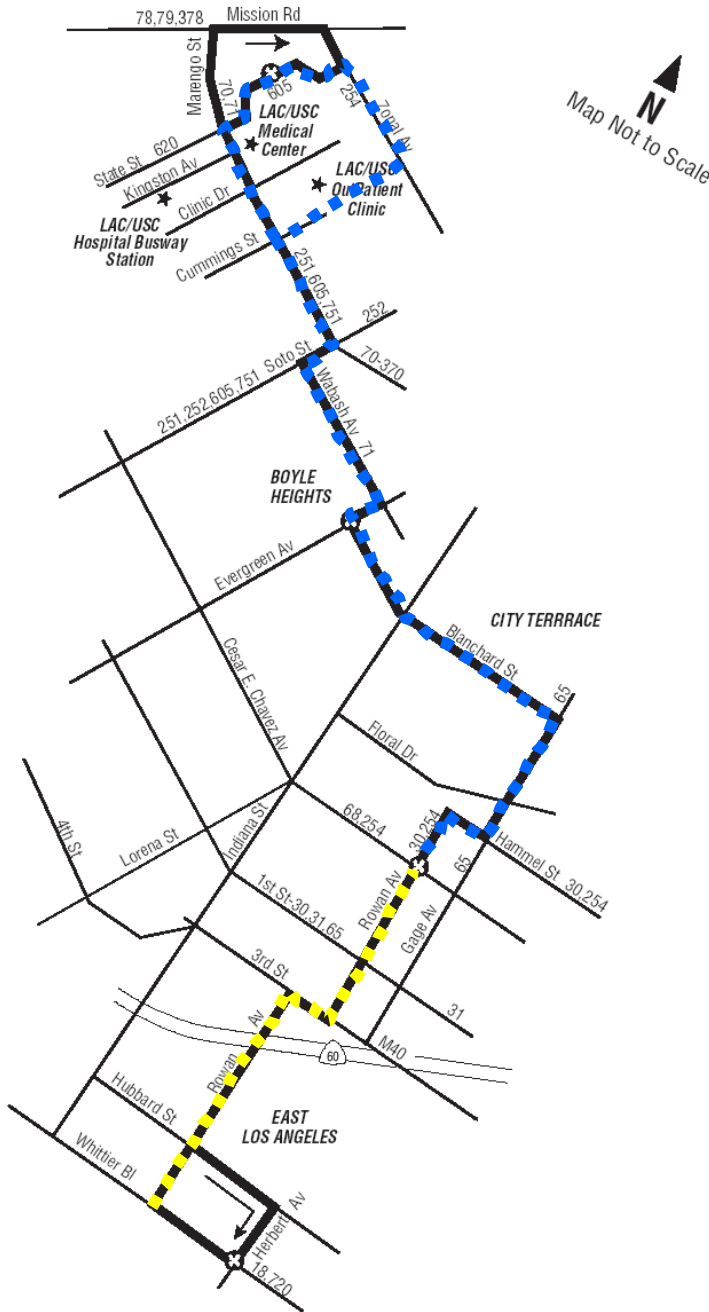 78,79,378
Mission Rd
Marengo St
70,71
605
254
Zonal Av
LAC/USC
Medical
Center
State St 620
Kingston Av
LAC/USC
OutPatient
Clinic
Clinic Dr
LAC/USC
Hospital Busway
Station
Cummings St
N
Map Not to Scale
251,605,751
252
70-370
251,252,605,751 Soto St
Wabash Av 71
BOYLE
HEIGHTS
Evergreen Av
CITY TERRRACE
Blanchard St
65
Cesar E. Chavez Av
Floral Dr
68,254
30,254
Hammel St 30,254
4th St
Lorena St
Indiana St
65
Rowan Av
Gage Av
1st St-30,31,65
31
3rd St
M40
60
Rowan Av
Hubbard St
EAST
LOS ANGELES
Whittier Bl
Herbert Av
18,720